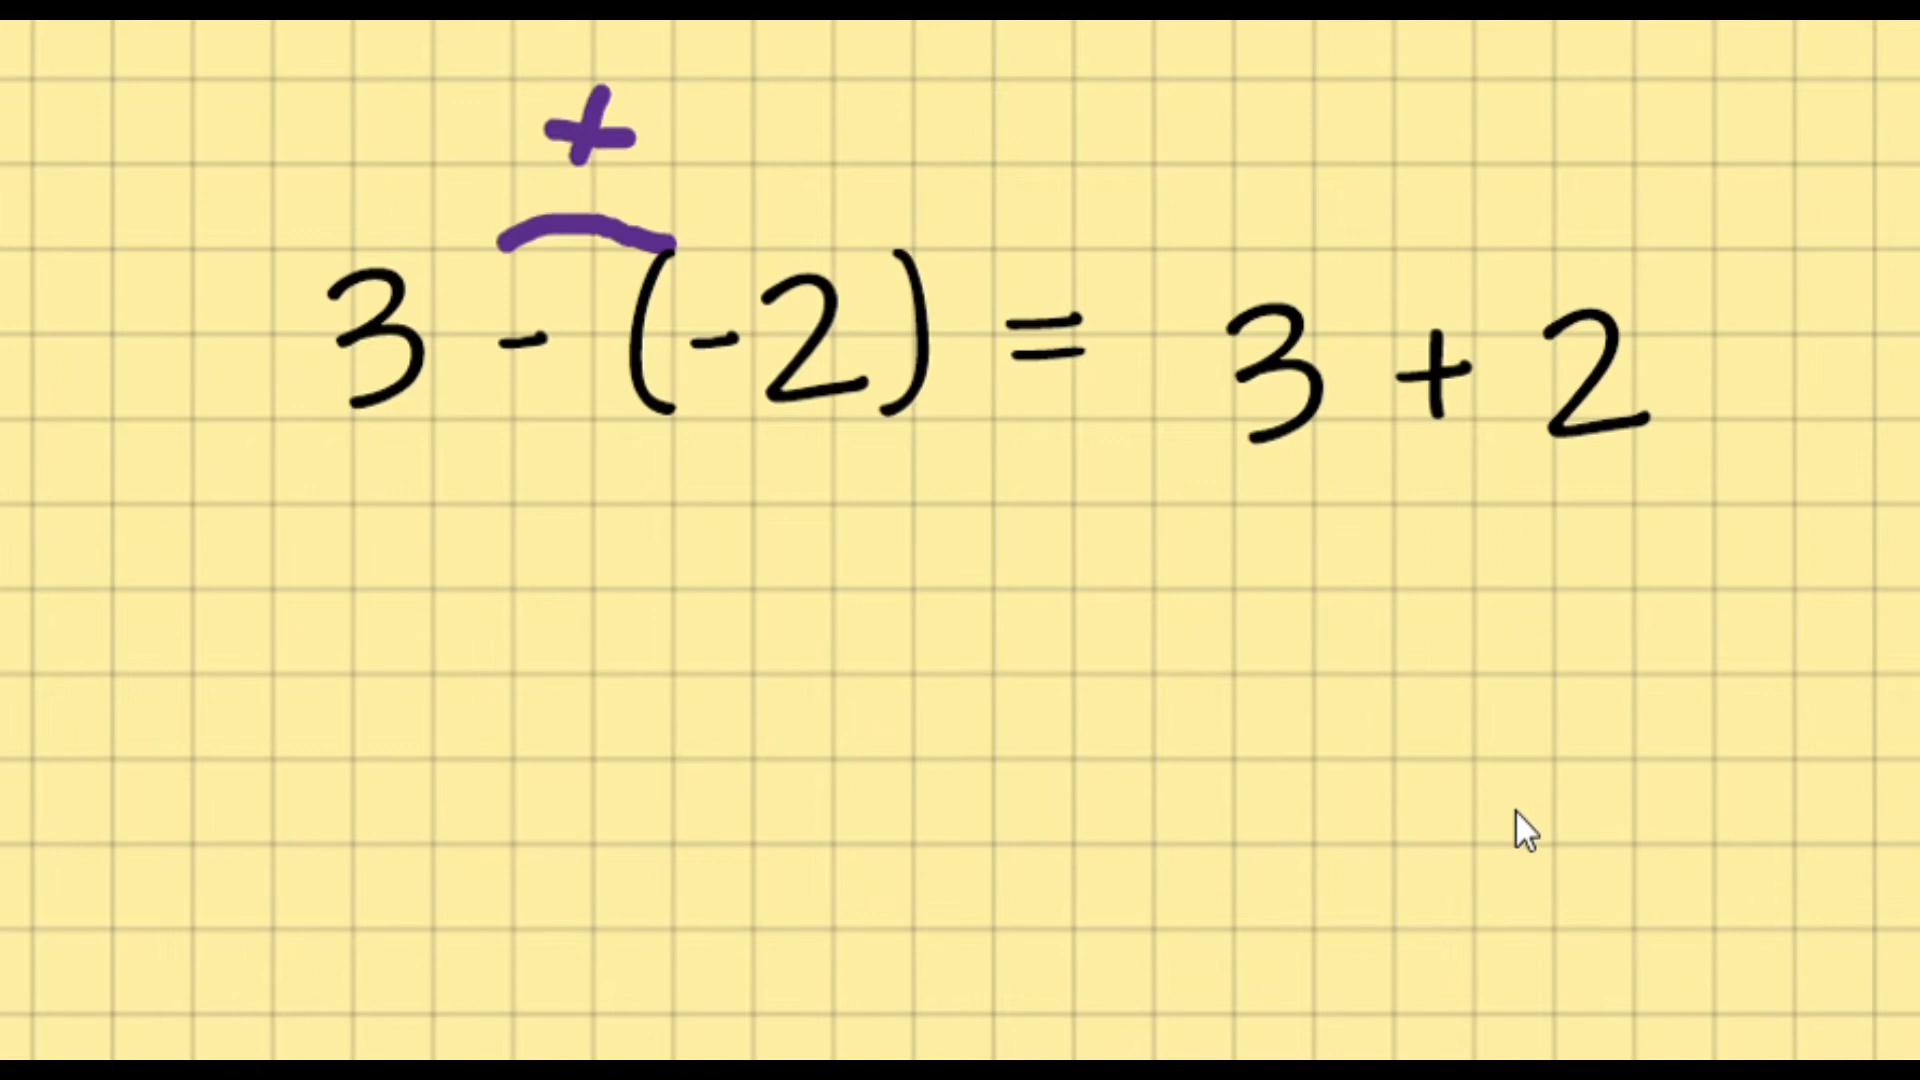 +
3 - (-2) = 3 + 2